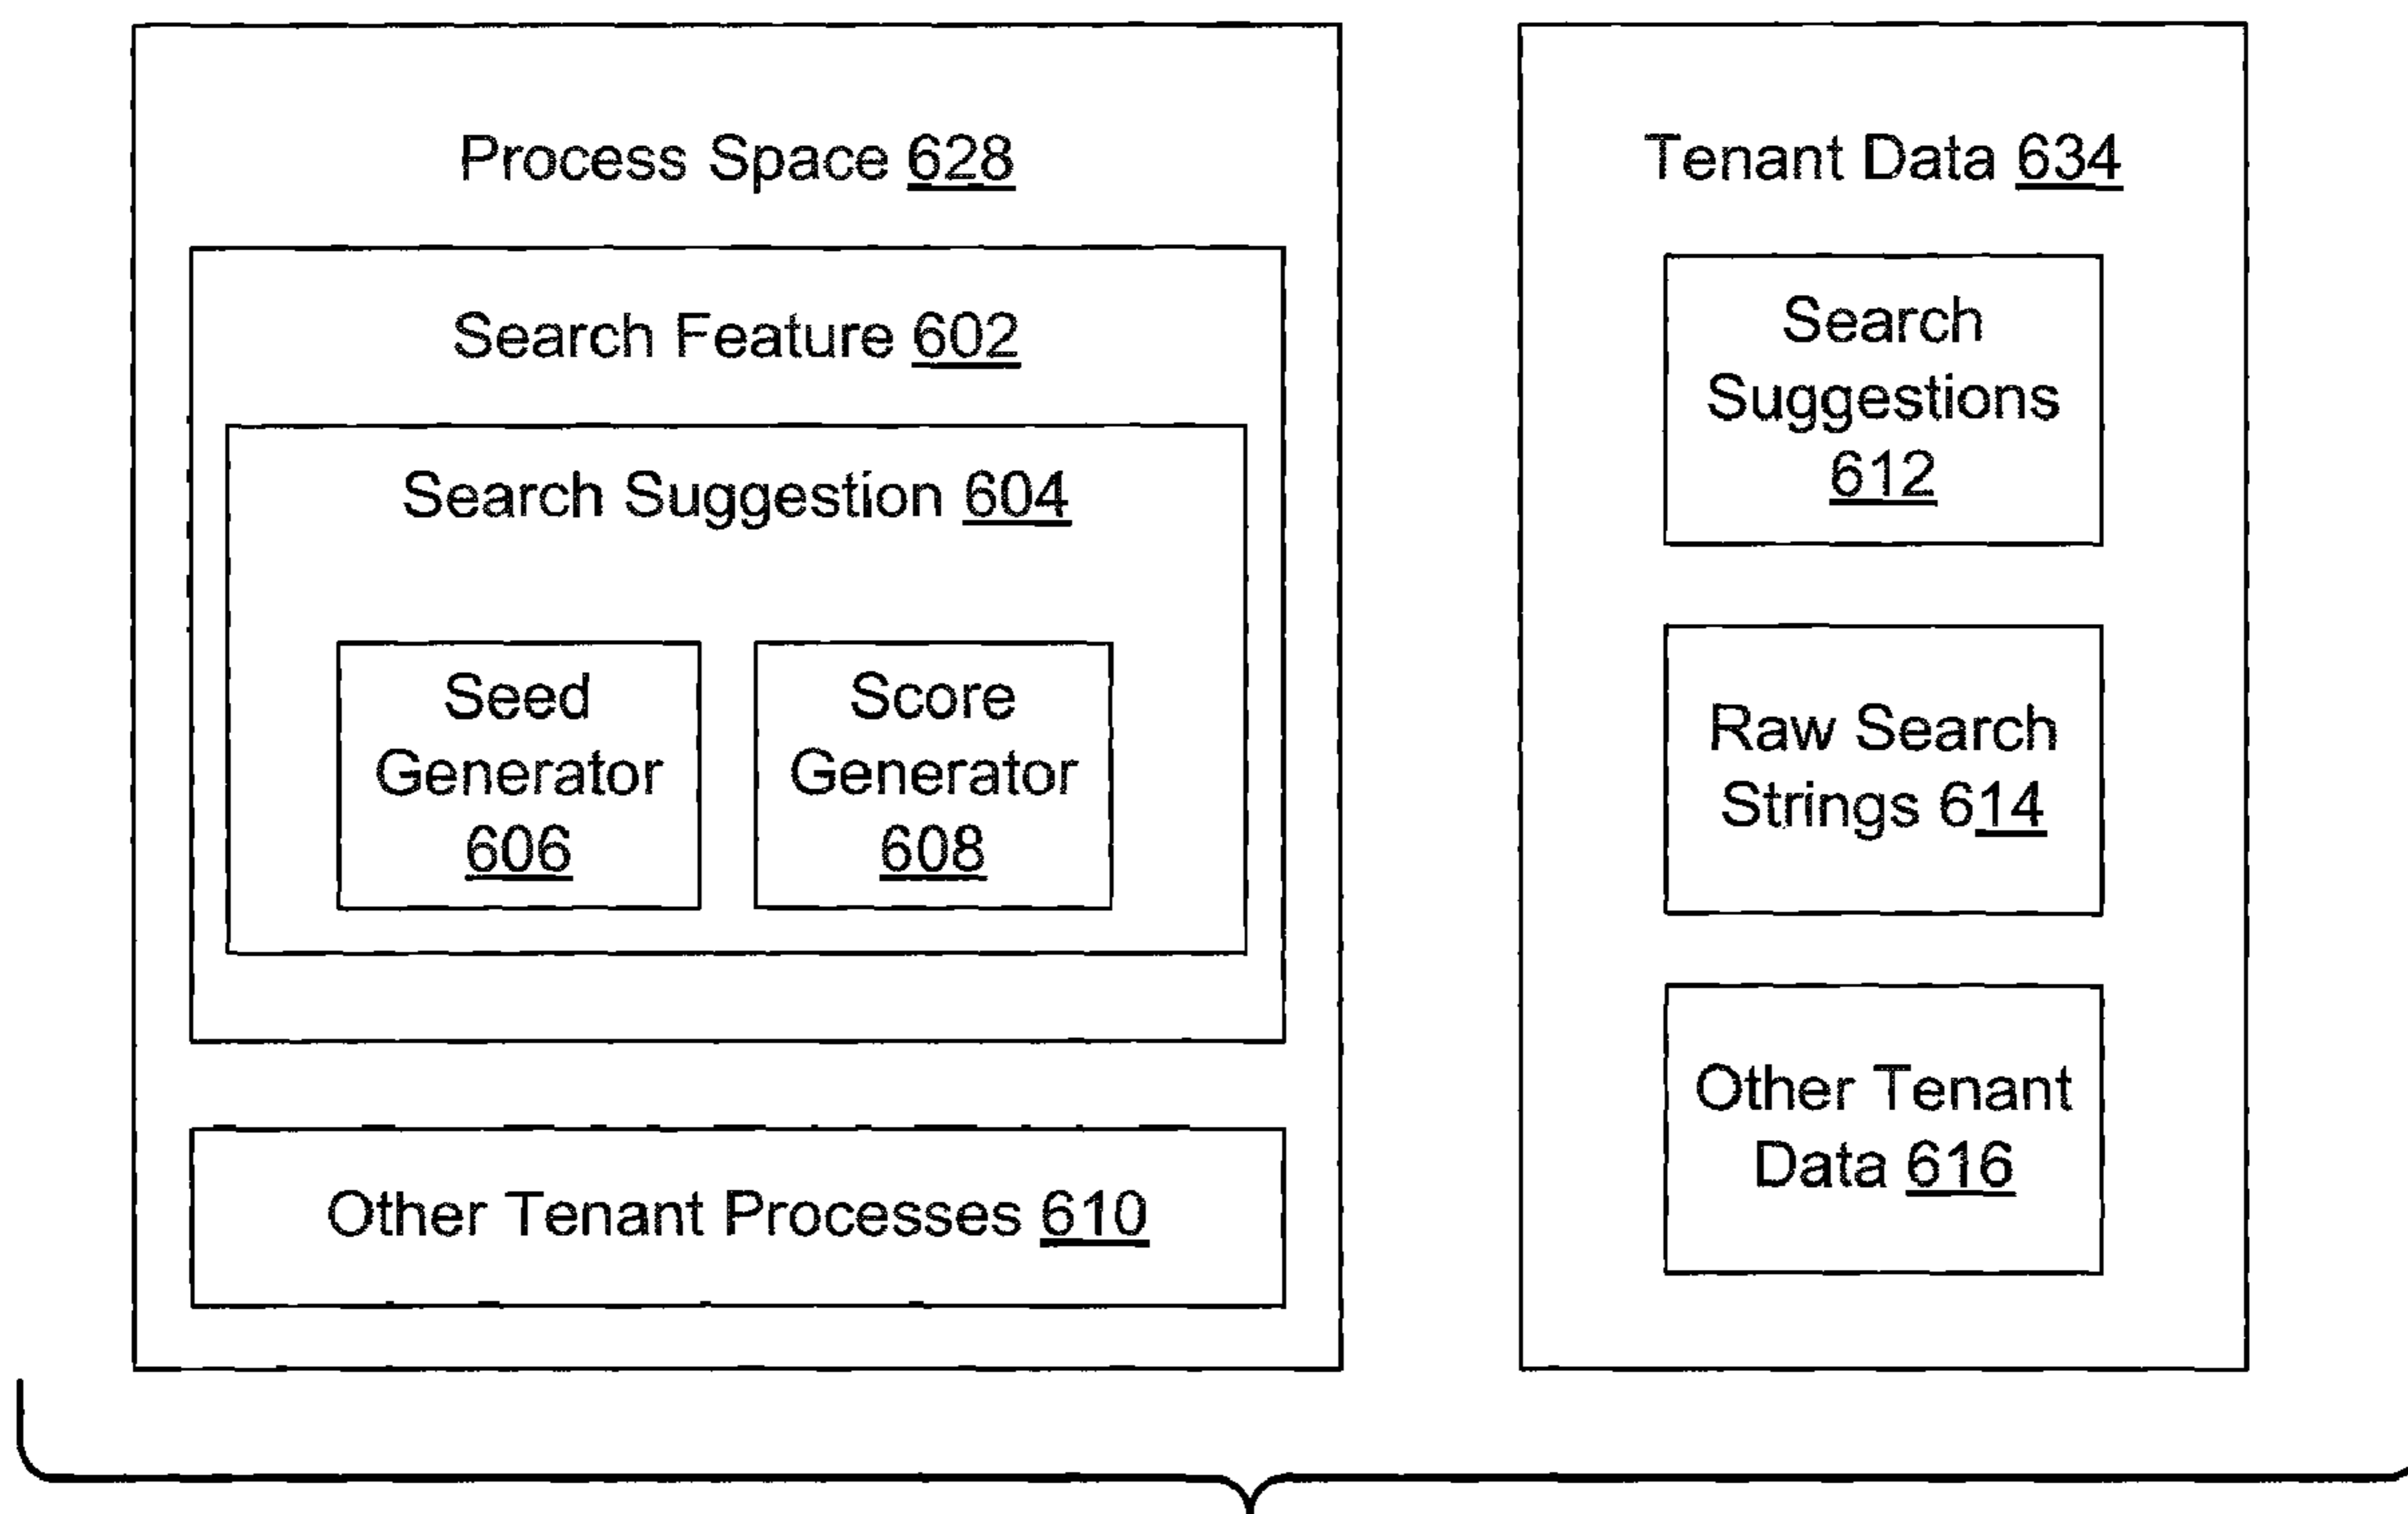 Process Space 628
Search Feature 602
Search Suggestion 604
Seed
Generator
606
Score
Generator
608
Other Tenant Processes 610
Tenant Data 634
Search
Suggestions
612
Raw Search
Strings 614
Other Tenant
Data 616